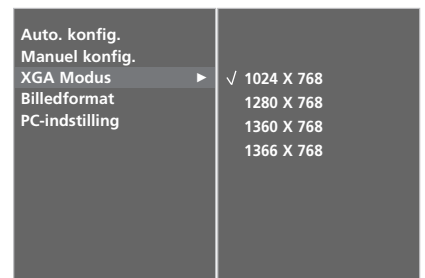 Auto. konfig.
Manuel konfig.
XGA Modus ►
Billedformat
PC-indstilling
√ 1024 X 768
1280 X 768
1360 X 768
1366 X 768